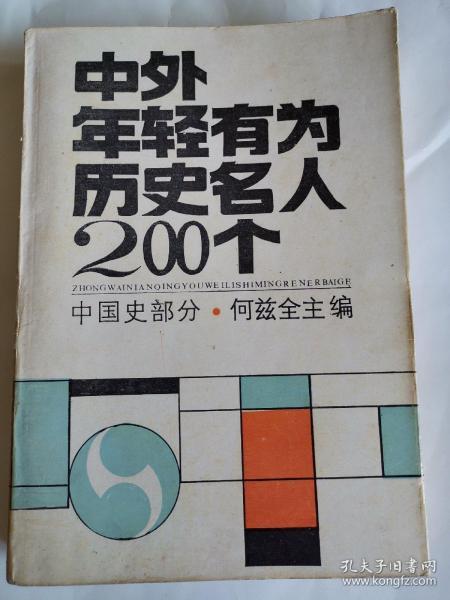 中外
年轻有为
历史名人
200个
ZHONGWAINIANQINGYOUWEILISHIMINGRENERBAIGE
中国史部分·何兹全主编
孔夫子旧书网
www.kongfz.com